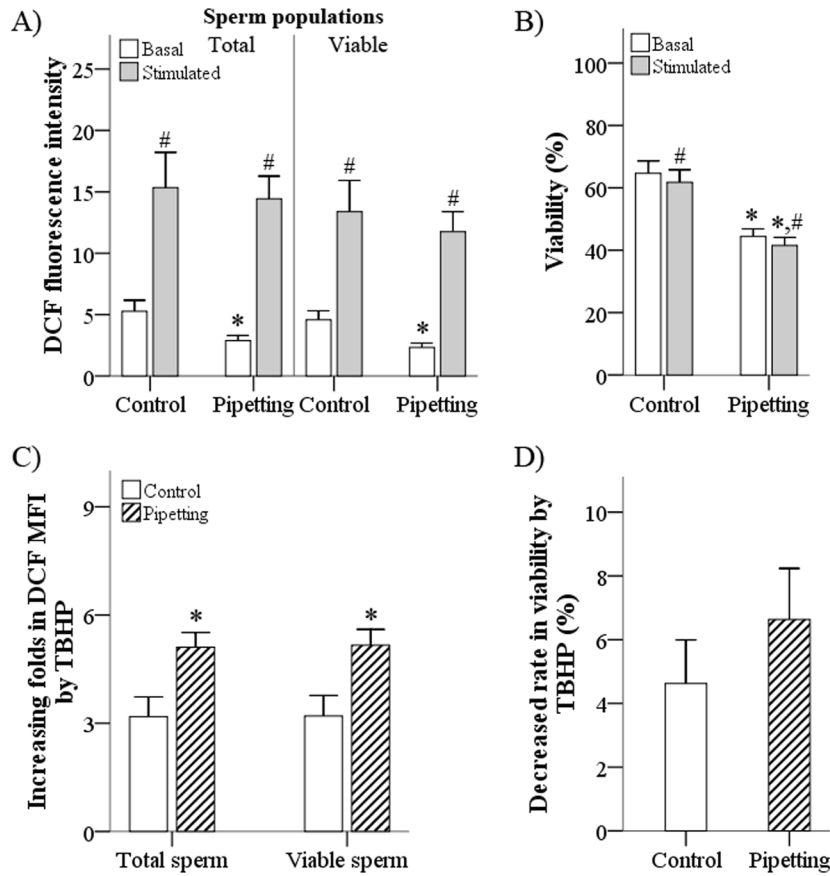 A)
Sperm populations
Total
Viable
Basal
Stimulated
DCF fluorescence intensity
25
20
15
10
5
0
#
#
#
#
*
*
Control
Pipetting
Control
Pipetting
B)
Basal
Stimulated
Viability (%)
100
80
60
40
20
0
#
*
*,#
Control
Pipetting
C)
Control
Pipetting
Increasing folds in DCF MFI
by TBHP
9
6
3
0
*
*
Total sperm
Viable sperm
D)
Decreased rate in viability by
TBHP (%)
10
8
6
4
2
0
Control
Pipetting